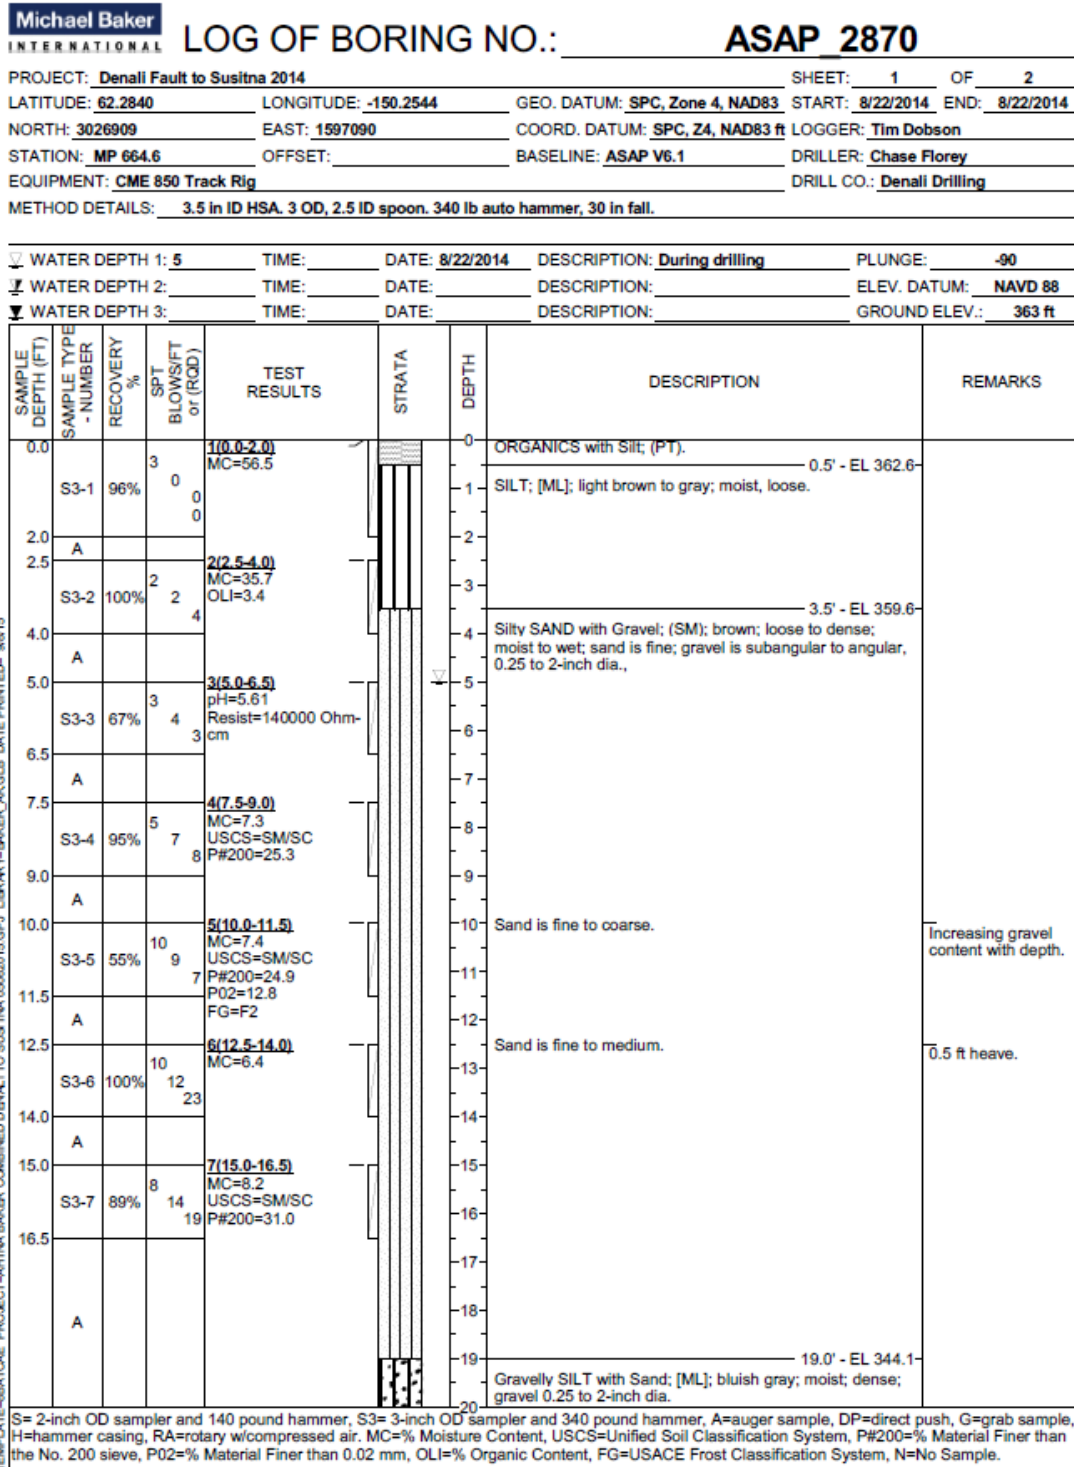 Michael Baker
INTERNATIONAL
LOG OF BORING NO.: ASAP_2870
PROJECT: Denali Fault to Susitna 2014 SHEET: 1 OF 2
LATITUDE: 62.2840 LONGITUDE: -150.2544 GEO. DATUM: SPC, Zone 4, NAD83 START: 8/22/2014 END: 8/22/2014
NORTH: 3026909 EAST: 1597090 COORD. DATUM: SPC, Z4, NAD83 ft LOGGER: Tim Dobson
STATION: MP 664.6 OFFSET: BASELINE: ASAP V6.1 DRILLER: Chase Florey
EQUIPMENT: CME 850 Track Rig DRILL CO.: Denali Drilling
METHOD DETAILS: 3.5 in ID HSA. 3 OD, 2.5 ID spoon. 340 lb auto hammer, 30 in fall.
WATER DEPTH 1: 5 TIME: DATE: 8/22/2014 DESCRIPTION: During drilling PLUNGE: -90
WATER DEPTH 2: TIME: DATE: DESCRIPTION: ELEV. DATUM: NAVD 88
WATER DEPTH 3: TIME: DATE: DESCRIPTION: GROUND ELEV.: 363 ft
SAMPLE DEPTH (FT) SAMPLE TYPE - NUMBER RECOVERY % SPT BLOWS/FT or (RQD) TEST RESULTS STRATA DEPTH DESCRIPTION REMARKS
0.0 1(0.0-2.0) 0 ORGANICS with Silt; (PT).
3 MC=56.5 0.5' - EL 362.6
S3-1 96% 0 1 SILT; [ML]; light brown to gray; moist, loose.
0
0
2.0 2
A
2.5 2(2.5-4.0)
2 MC=35.7 3
S3-2 100% 2 OLI=3.4
4 3.5' - EL 359.6
4.0 4 Silty SAND with Gravel; (SM); brown; loose to dense;
A moist to wet; sand is fine; gravel is subangular to angular,
0.25 to 2-inch dia.,
5.0 3(5.0-6.5) 5
3 pH=5.61
S3-3 67% 4 Resist=140000 Ohm-
3 cm 6
6.5
A 7
7.5 4(7.5-9.0)
5 MC=7.3 8
S3-4 95% 7 USCS=SM/SC
8 P#200=25.3
9.0 9
A
10.0 5(10.0-11.5) 10 Sand is fine to coarse. Increasing gravel
10 MC=7.4 content with depth.
S3-5 55% 9 USCS=SM/SC
7 P#200=24.9 11
11.5 P02=12.8
A FG=F2 12
12.5 6(12.5-14.0) Sand is fine to medium. 0.5 ft heave.
10 MC=6.4 13
S3-6 100% 12
23
14.0 14
A
15.0 7(15.0-16.5) 15
8 MC=8.2
S3-7 89% 14 USCS=SM/SC
19 P#200=31.0 16
16.5
17
A 18
19 19.0' - EL 344.1
Gravelly SILT with Sand; [ML]; bluish gray; moist; dense;
gravel 0.25 to 2-inch dia.
20
S= 2-inch OD sampler and 140 pound hammer, S3= 3-inch OD sampler and 340 pound hammer, A=auger sample, DP=direct push, G=grab sample,
H=hammer casing, RA=rotary w/compressed air. MC=% Moisture Content, USCS=Unified Soil Classification System, P#200=% Material Finer than
the No. 200 sieve, P02=% Material Finer than 0.02 mm, OLI=% Organic Content, FG=USACE Frost Classification System, N=No Sample.